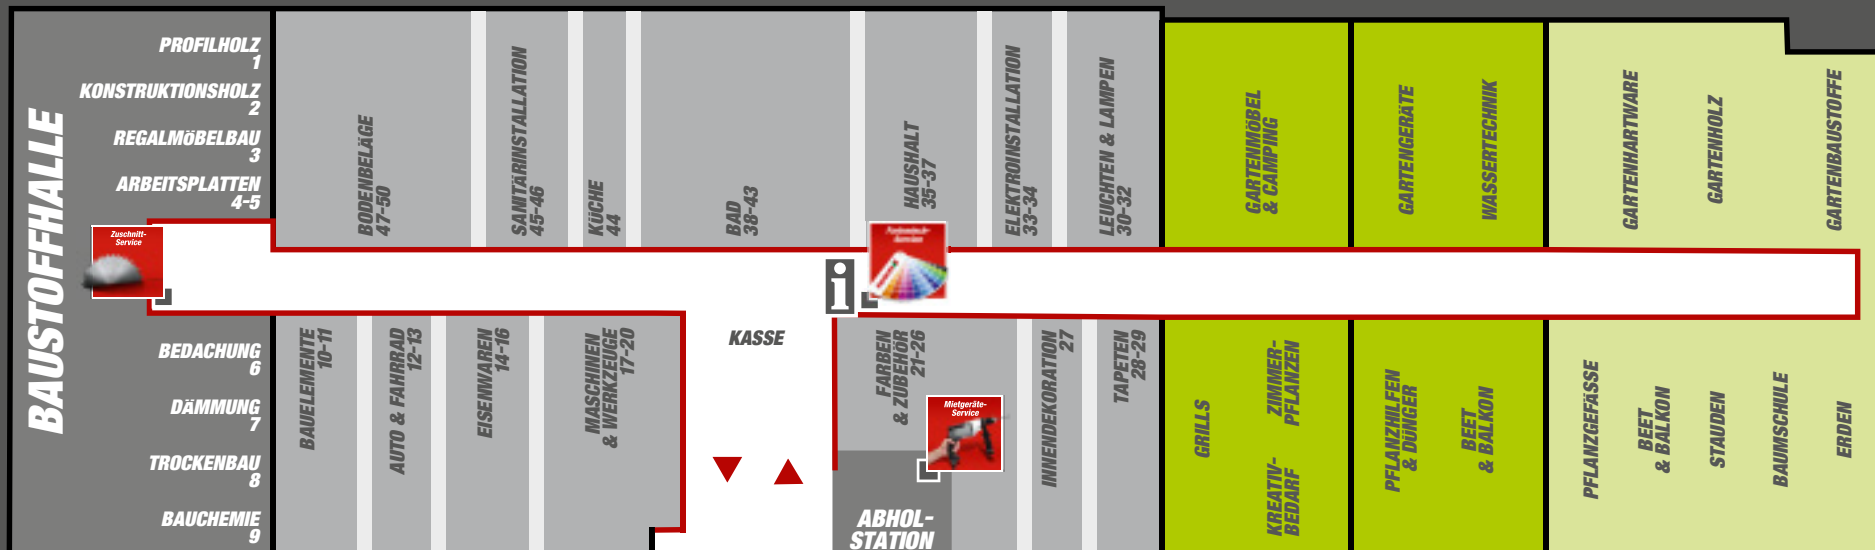 BAUSTOFFHALLE
PROFILHOLZ
1
KONSTRUKTIONSHOLZ
2
REGALMÖBELBAU
3
ARBEITSPLATTEN
4-5
Zuschnitt-
Service
BEDACHUNG
6
DÄMMUNG
7
TROCKENBAU
8
BAUCHEMIE
9
BODENBELÄGE
47-50
SANITÄRINSTALLATION
45-46
KÜCHE
44
BAD
38-43
HAUSHALT
35-37
ELEKTROINSTALLATION
33-34
LEUCHTEN & LAMPEN
30-32
GARTENMÖBEL
& CAMPING
GARTENGERÄTE
WASSERTECHNIK
GARTENHARTWARE
GARTENHOLZ
GARTENBAUSTOFFE
i
BAUELEMENTE
10-11
AUTO & FAHRRAD
12-13
EISENWAREN
14-16
MASCHINEN
& WERKZEUGE
17-20
KASSE
FARBEN
& ZUBEHÖR
21-26
Mietgeräte-
Service
ABHOL-
STATION
INNENDEKORATION
27
TAPETEN
28-29
GRILLS
ZIMMER-
PFLANZEN
KREATIV-
BEDARF
PFLANZHILFEN
& DÜNGER
BEET
& BALKON
PFLANZGEFÄSSE
BEET
& BALKON
STAUDEN
BAUMSCHULE
ERDEN